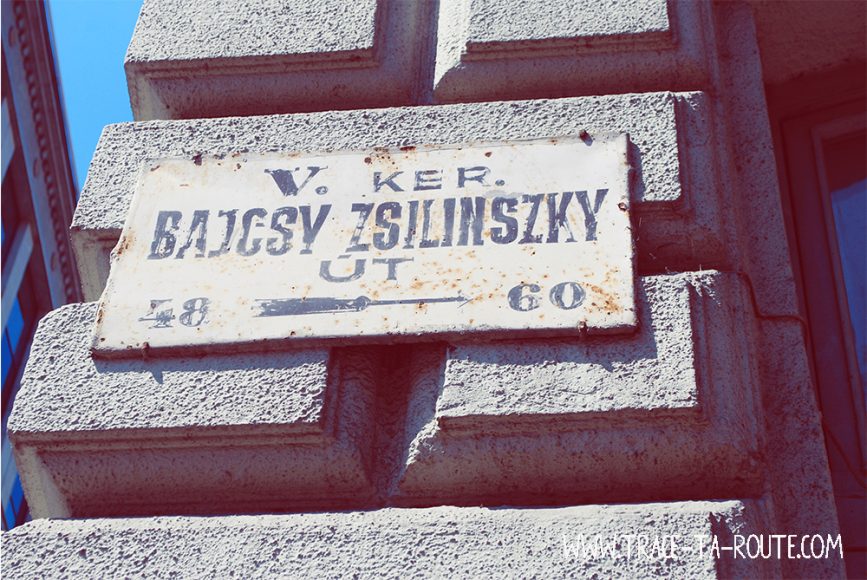 V. KER.
BAJCSY ZSILINSZKY
ÚT
48 60
WWW.TRACE-TA-ROUTE.COM